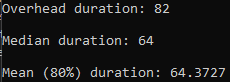 Overhead duration: 82
Median duration: 64
Mean (80%) duration: 64.3727